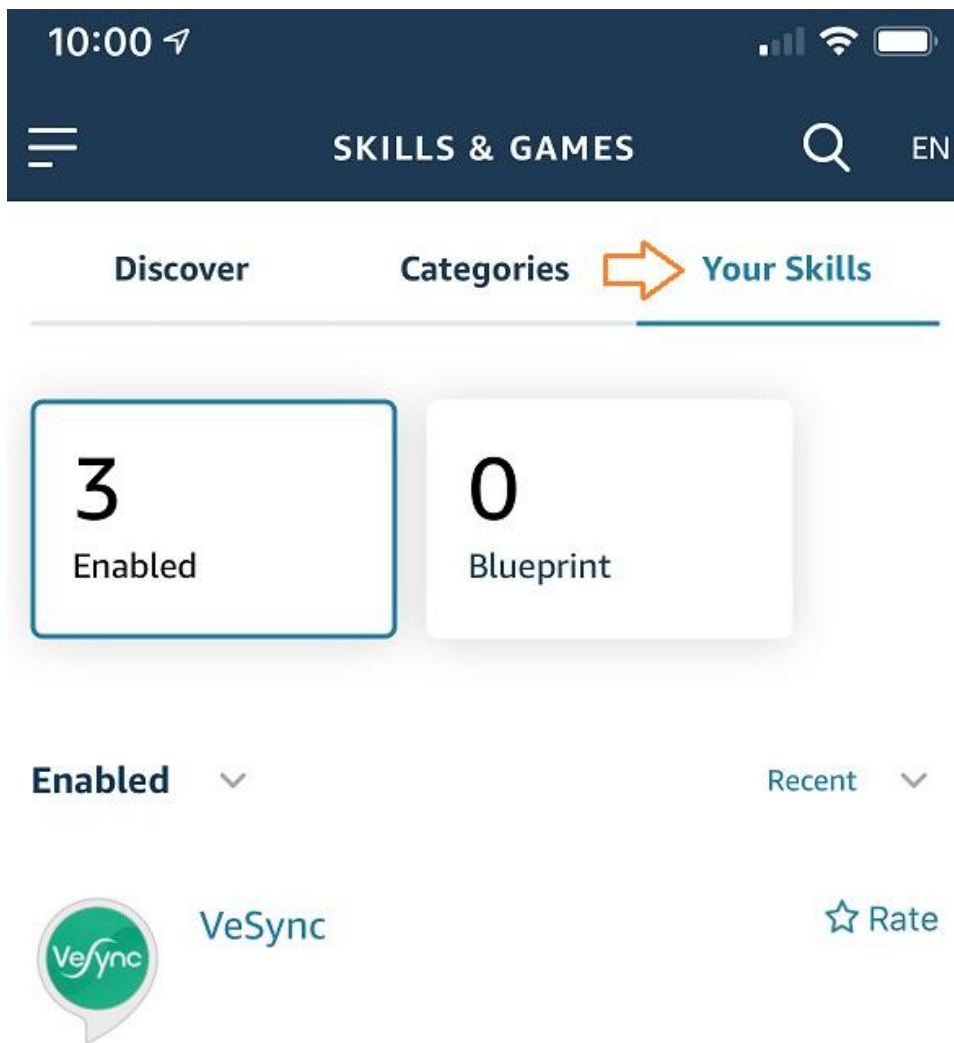 10:00
SKILLS & GAMES EN
Discover Categories Your Skills
3 0
Enabled Blueprint
Enabled Recent
VeSync Rate
VeSync